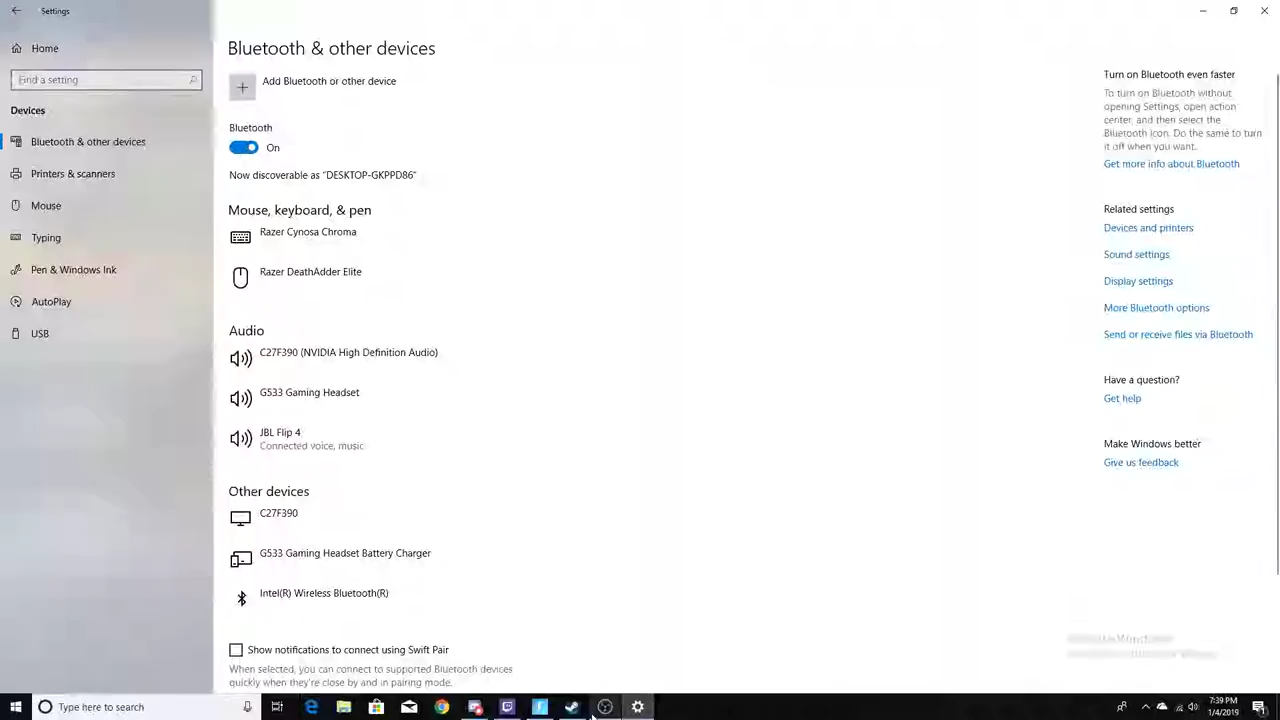 Settings
Home
Find a setting
Devices
Bluetooth & other devices
Printers & scanners
Mouse
Typing
Pen & Windows Ink
AutoPlay
USB
Bluetooth & other devices
Add Bluetooth or other device
Bluetooth
On
Now discoverable as “DESKTOP-GKPPD86”
Mouse, keyboard, & pen
Razer Cynosa Chroma
Razer DeathAdder Elite
Audio
C27F390 (NVIDIA High Definition Audio)
G533 Gaming Headset
JBL Flip 4
Connected voice, music
Other devices
C27F390
G533 Gaming Headset Battery Charger
Intel(R) Wireless Bluetooth(R)
Show notifications to connect using Swift Pair
When selected, you can connect to supported Bluetooth devices
quickly when they're close by and in pairing mode.
Turn on Bluetooth even faster
To turn on Bluetooth without
opening Settings, open action
center, and then select the
Bluetooth icon. Do the same to turn
it off when you want.
Get more info about Bluetooth
Related settings
Devices and printers
Sound settings
Display settings
More Bluetooth options
Send or receive files via Bluetooth
Have a question?
Get help
Make Windows better
Give us feedback
Type here to search
7:39 PM
1/4/2019